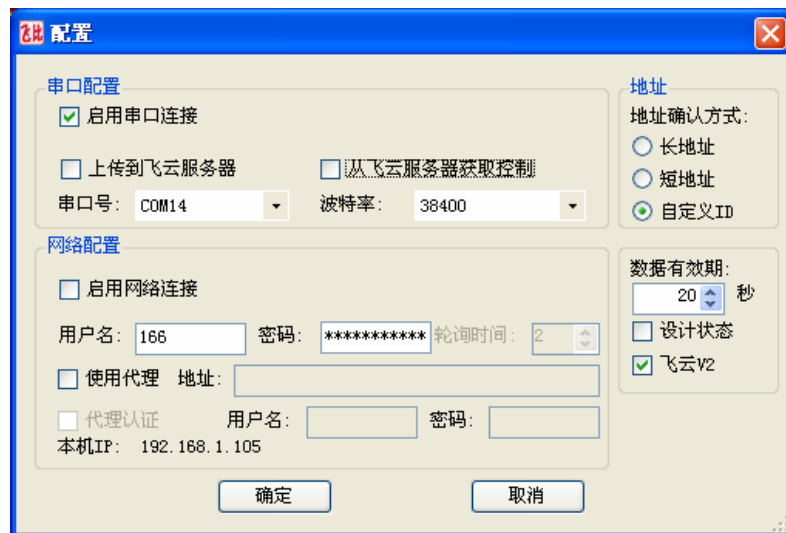 飞比 配置
串口配置
启用串口连接
上传到飞云服务器 从飞云服务器获取控制
串口号: COM14 波特率: 38400
网络配置
启用网络连接
用户名: 166 密码: *********** 轮询时间: 2
使用代理 地址:
代理认证 用户名: 密码:
本机IP: 192.168.1.105
确定 取消
地址
地址确认方式:
长地址
短地址
自定义ID
数据有效期:
20 秒
设计状态
飞云V2